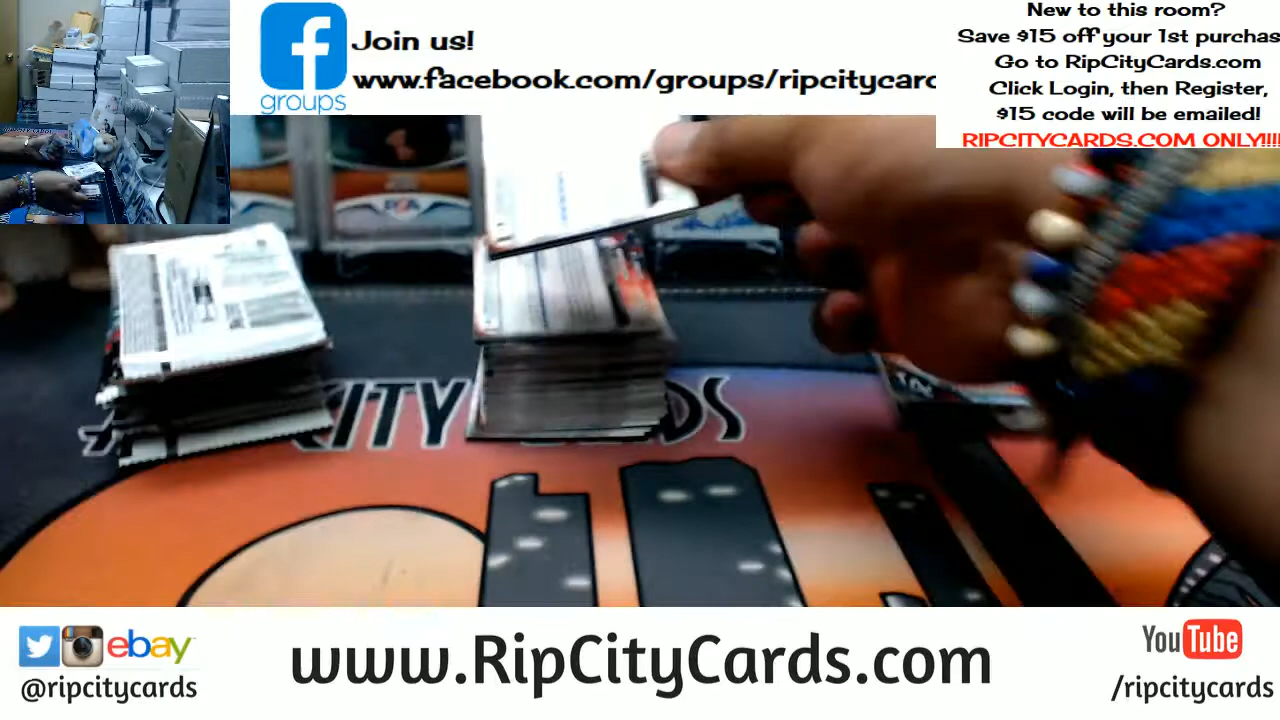 Join us!
www.facebook.com/groups/ripcitycarc
groups
New to this room?
Save $15 off your 1st purchas
Go to RipCityCards.com
Click Login, then Register,
$15 code will be emailed!
RIPCITYCARDS.COM ONLY!!!!
RIPCITY CARDS
ebay
@ripcitycards
www.RipCityCards.com
YouTube
/ripcitycards